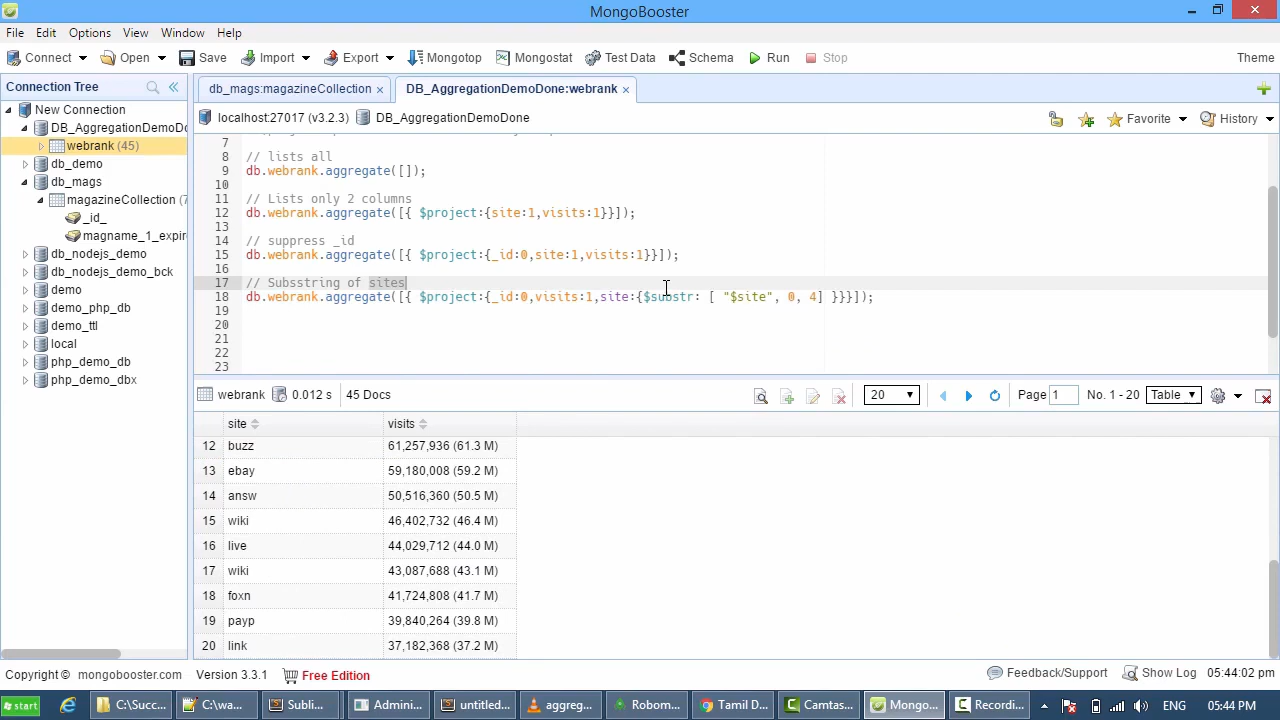 MongoBooster
File Edit Options View Window Help
Connect Open Save Import Export Mongotop Mongostat Test Data Schema Run Stop Theme
Connection Tree
New Connection
DB_AggregationDemoDo
webrank (45)
db_demo
db_mags
magazineCollection (7
_id_
magname_1_expir
db_nodejs_demo
db_nodejs_demo_bck
demo
demo_php_db
demo_ttl
local
php_demo_db
php_demo_dbx
db_mags:magazineCollection × DB_AggregationDemoDone:webrank ×
localhost:27017 (v3.2.3) DB_AggregationDemoDone Favorite History
7
8 // lists all
9 db.webrank.aggregate([]);
10
11 // Lists only 2 columns
12 db.webrank.aggregate([{ $project:{site:1,visits:1}}]);
13
14 // suppress _id
15 db.webrank.aggregate([{ $project:{_id:0,site:1,visits:1}}]);
16
17 // Subsstring of sites
18 db.webrank.aggregate([{ $project:{_id:0,visits:1,site:{$substr: [ "$site", 0, 4] }}}]);
19
20
21
22
23
webrank 0.012 s 45 Docs 20 Page 1 No. 1 - 20 Table
site visits
12 buzz 61,257,936 (61.3 M)
13 ebay 59,180,008 (59.2 M)
14 answ 50,516,360 (50.5 M)
15 wiki 46,402,732 (46.4 M)
16 live 44,029,712 (44.0 M)
17 wiki 43,087,688 (43.1 M)
18 foxn 41,724,808 (41.7 M)
19 payp 39,840,264 (39.8 M)
20 link 37,182,368 (37.2 M)
Copyright © mongobooster.com Version 3.3.1 Free Edition Feedback/Support Show Log 05:44:02 pm
start C:\Succ... C:\wa... Subli... Admini... untitled... aggreg... Robom... Tamil D... Camtas... Mongo... Recordi... ENG 05:44 PM